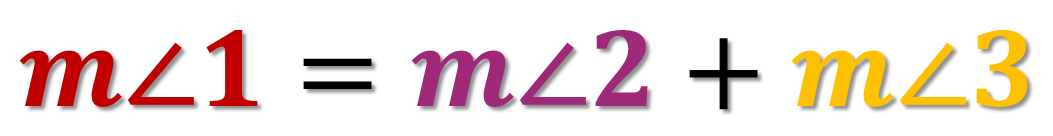 m∠1 = m∠2 + m∠3